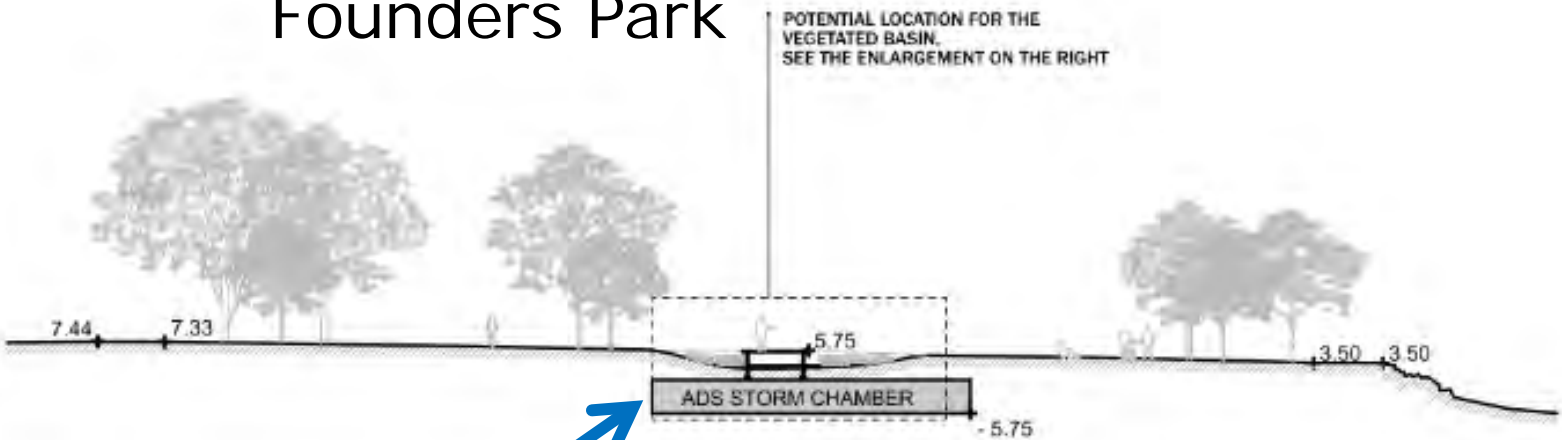 Founders Park
POTENTIAL LOCATION FOR THE
VEGETATED BASIN,
SEE THE ENLARGEMENT ON THE RIGHT
7.44
7.33
5.75
3.50
3.50
ADS STORM CHAMBER
- 5.75